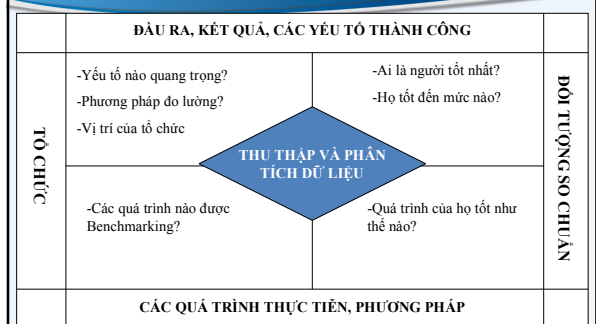 ĐẦU RA, KẾT QUẢ, CÁC YẾU TỐ THÀNH CÔNG
TỔ CHỨC
-Yếu tố nào quang trọng?
-Phương pháp đo lường?
-Vị trí của tổ chức
-Ai là người tốt nhất?
-Họ tốt đến mức nào?
ĐỐI TƯỢNG SO CHUẨN
THU THẬP VÀ PHÂN
TÍCH DỮ LIỆU
-Các quá trình nào được
Benchmarking?
-Quá trình của họ tốt như
thế nào?
CÁC QUÁ TRÌNH THỰC TIỄN, PHƯƠNG PHÁP